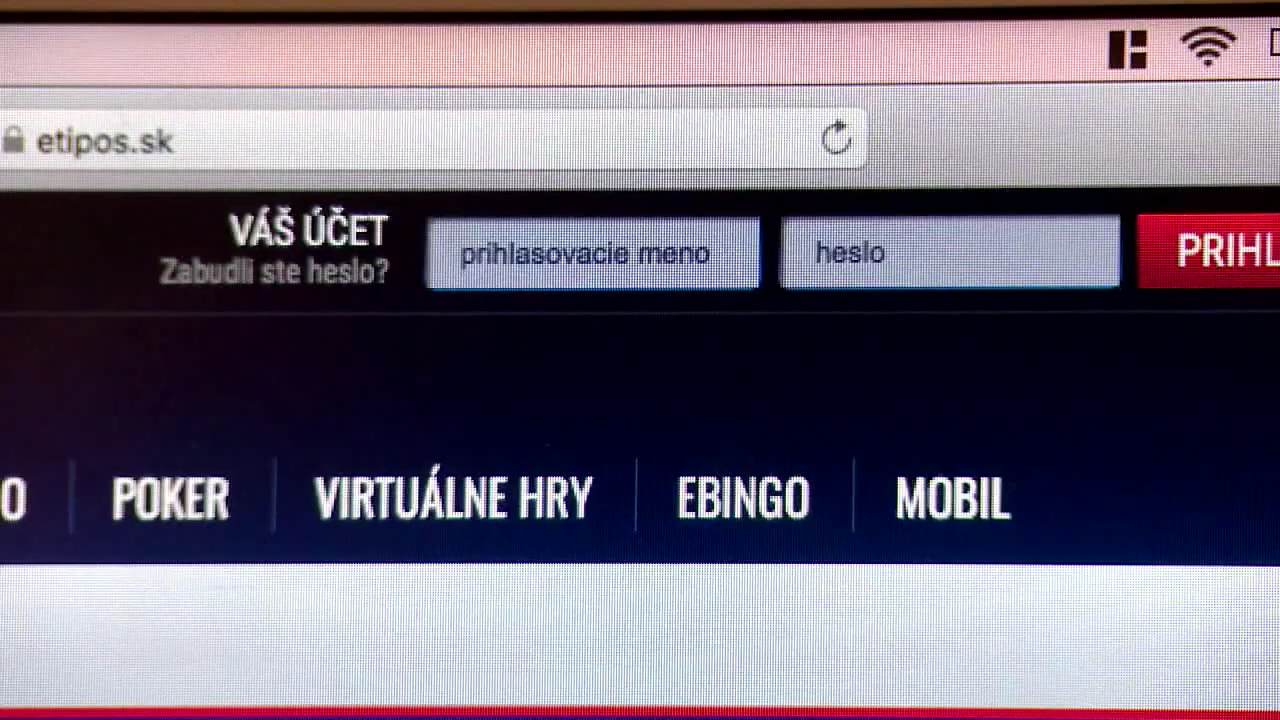 etipos.sk
VÁŠ ÚČET
Zabudli ste heslo?
prihlasovacie meno
heslo
PRIHL
O
POKER
VIRTUÁLNE HRY
EBINGO
MOBIL